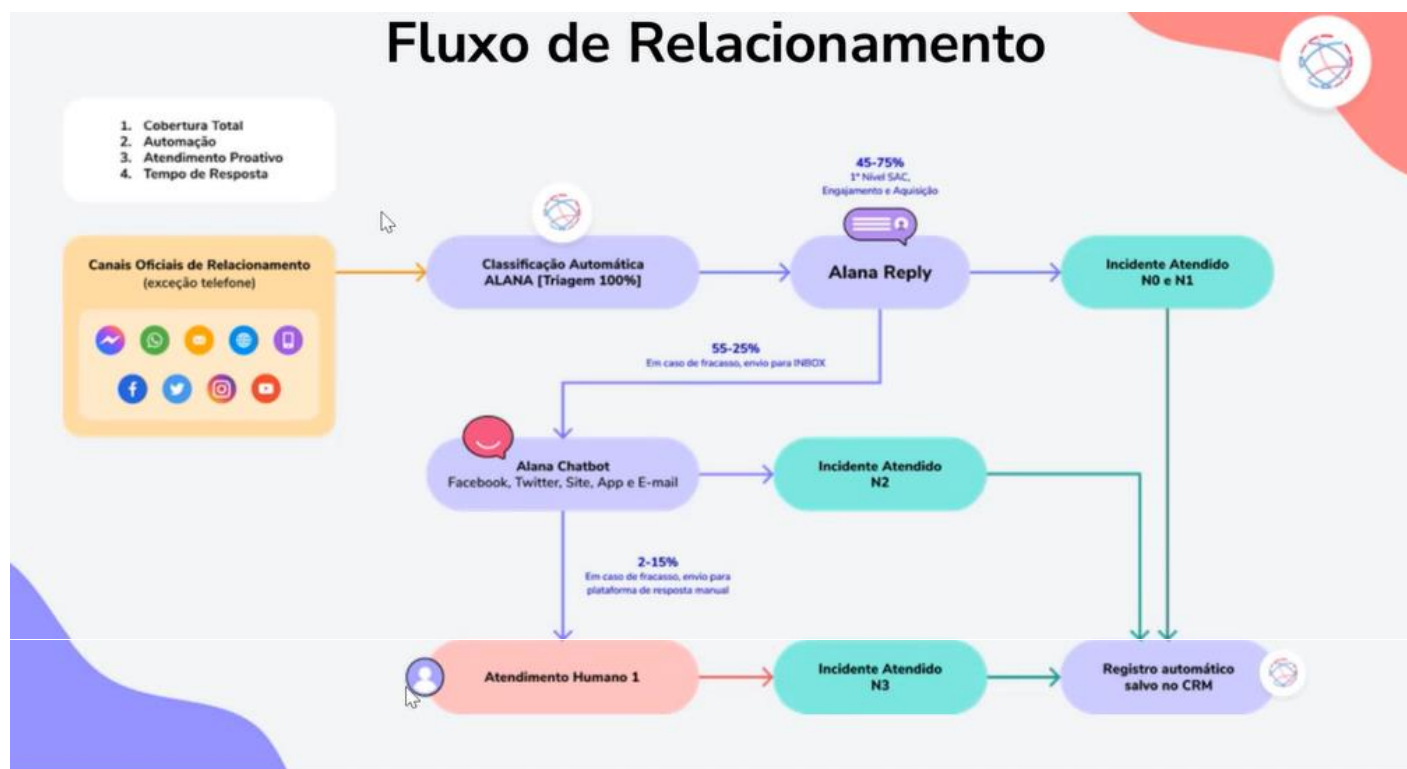 Fluxo de Relacionamento
1. Cobertura Total
2. Automação
3. Atendimento Proativo
4. Tempo de Resposta
Canais Oficiais de Relacionamento
(exceção telefone)
Classificação Automática
ALANA [Triagem 100%]
45-75%
1º Nível SAC,
Engajamento e Aquisição
Alana Reply
Incidente Atendido
N0 e N1
55-25%
Em caso de fracasso, envio para INBOX
Alana Chatbot
Facebook, Twitter, Site, App e E-mail
Incidente Atendido
N2
2-15%
Em caso de fracasso, envio para
plataforma de resposta manual
Atendimento Humano 1
Incidente Atendido
N3
Registro automático
salvo no CRM